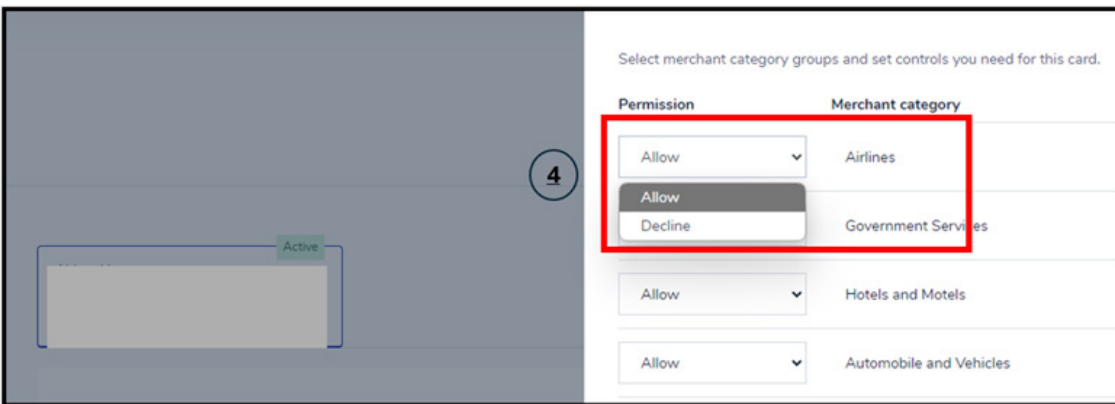 Select merchant category groups and set controls you need for this card.
Permission Merchant category
Allow Airlines
4
Allow
Decline Government Services
Active
Allow Hotels and Motels
Allow Automobile and Vehicles